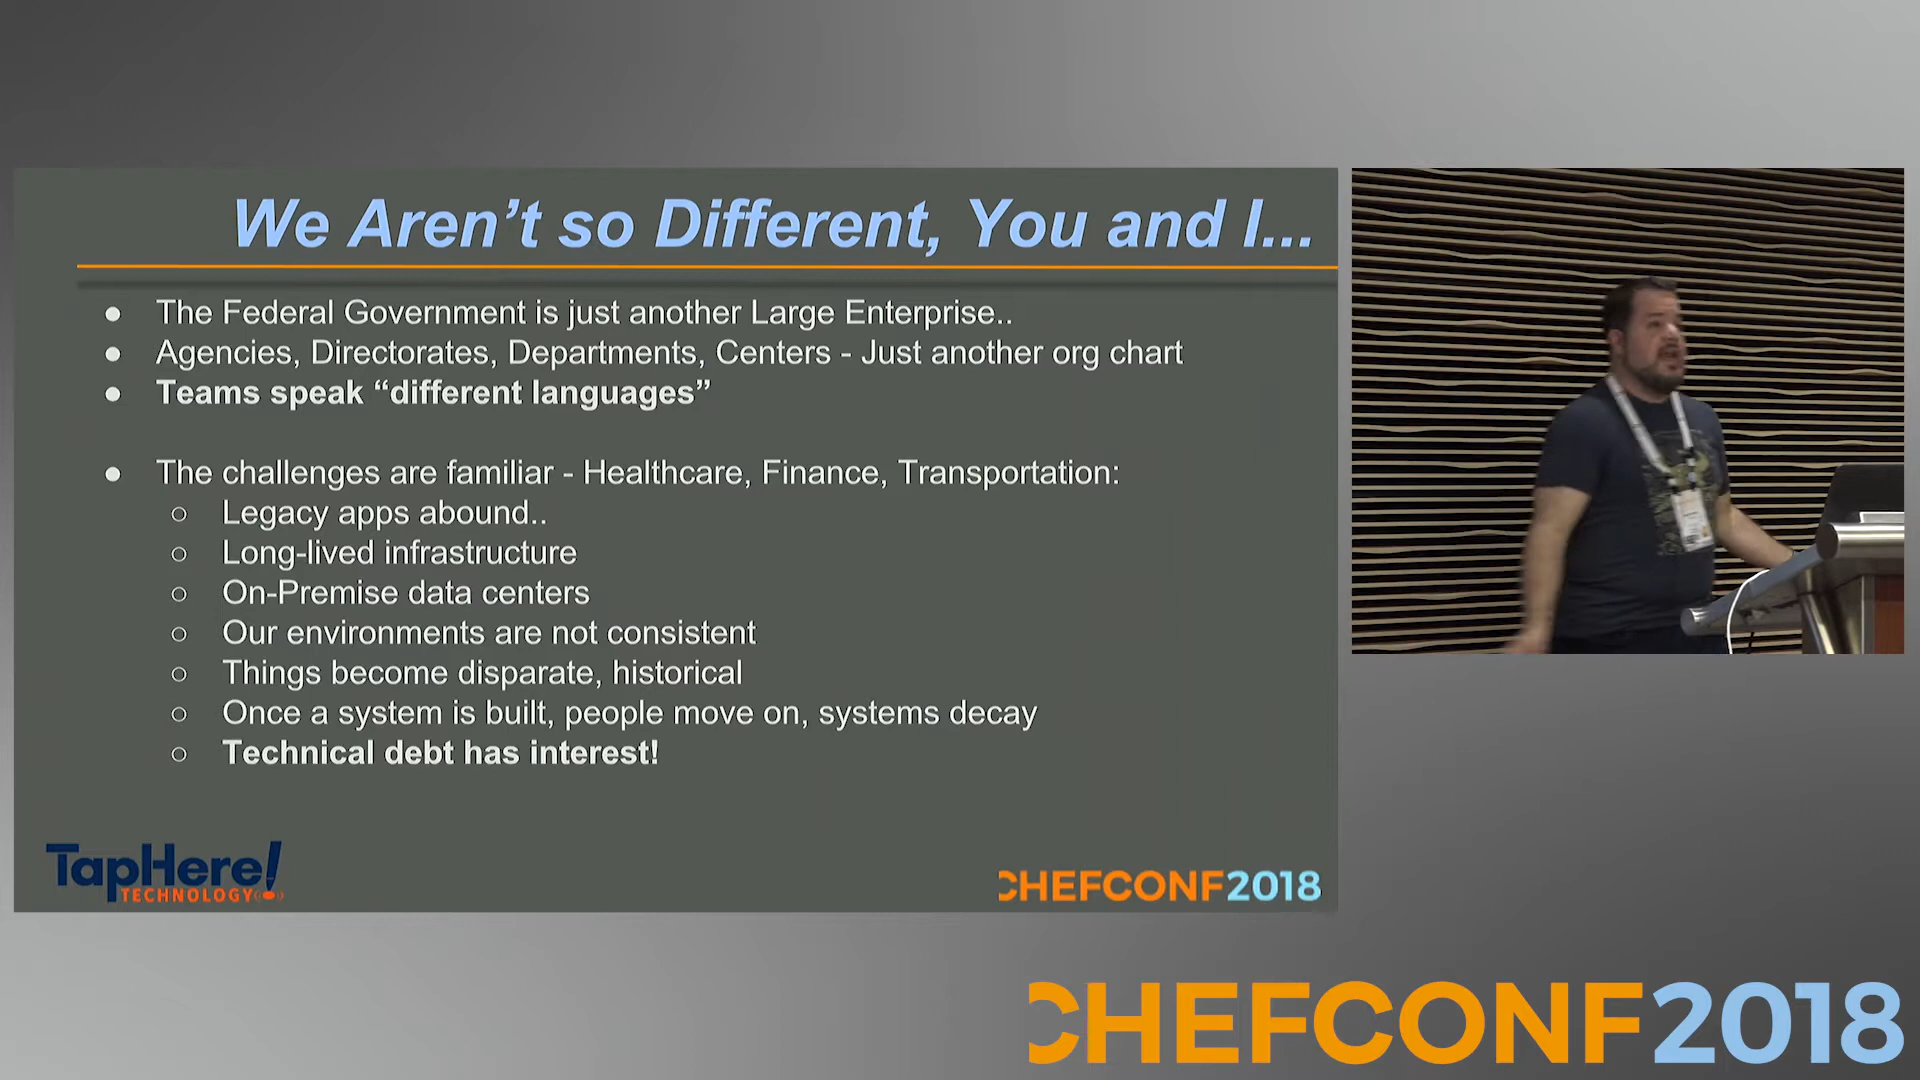 We Aren’t so Different, You and I...
● The Federal Government is just another Large Enterprise..
● Agencies, Directorates, Departments, Centers - Just another org chart
● Teams speak “different languages”
● The challenges are familiar - Healthcare, Finance, Transportation:
○ Legacy apps abound..
○ Long-lived infrastructure
○ On-Premise data centers
○ Our environments are not consistent
○ Things become disparate, historical
○ Once a system is built, people move on, systems decay
○ Technical debt has interest!
TapHere!
TECHNOLOGY
CHEFCONF2018
CHEFCONF2018